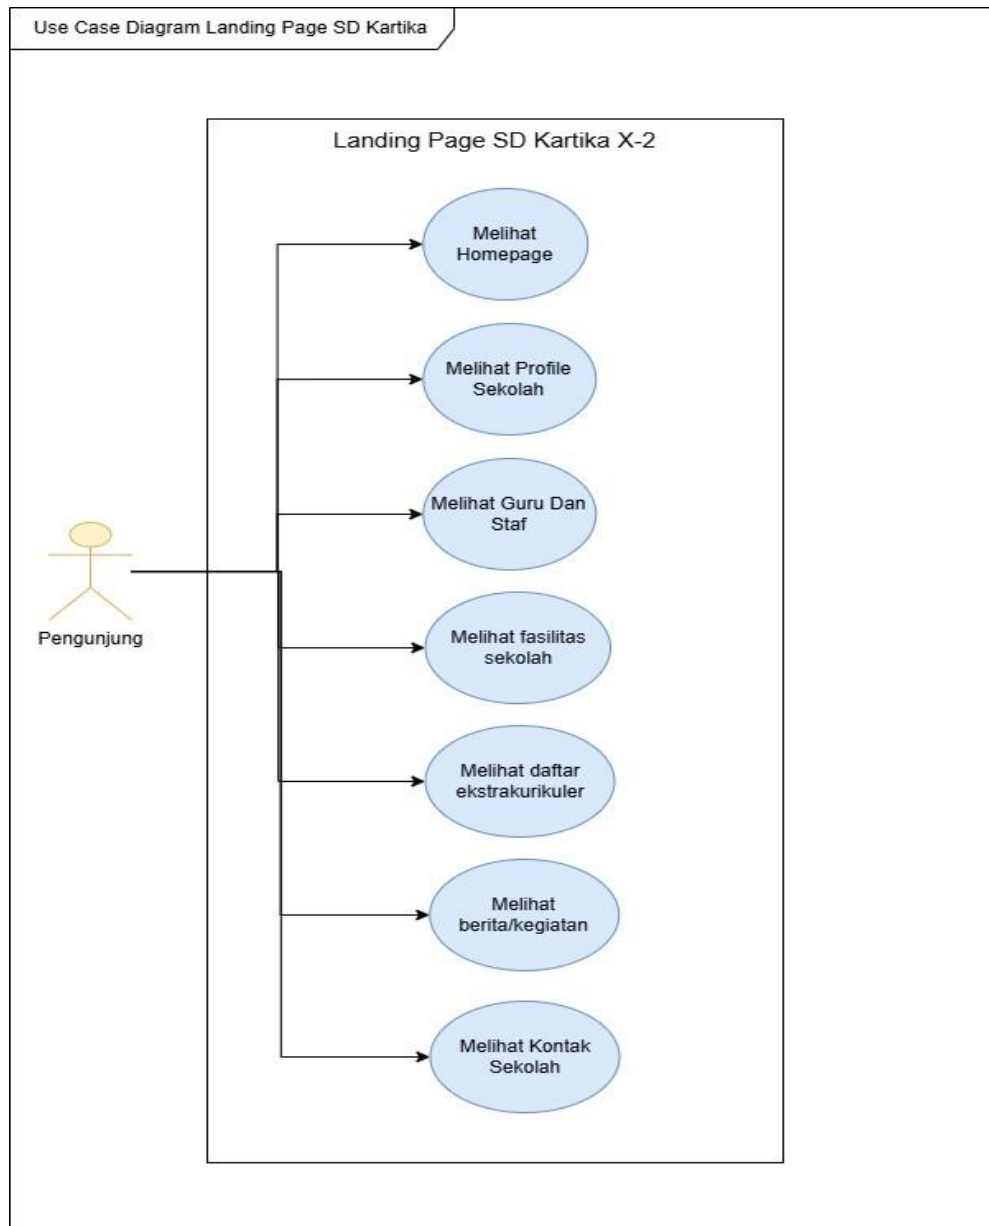 Use Case Diagram Landing Page SD Kartika
Landing Page SD Kartika X-2
Melihat
Homepage
Melihat Profile
Sekolah
Melihat Guru Dan
Staf
Pengunjung
Melihat fasilitas
sekolah
Melihat daftar
ekstrakurikuler
Melihat
berita/kegiatan
Melihat Kontak
Sekolah